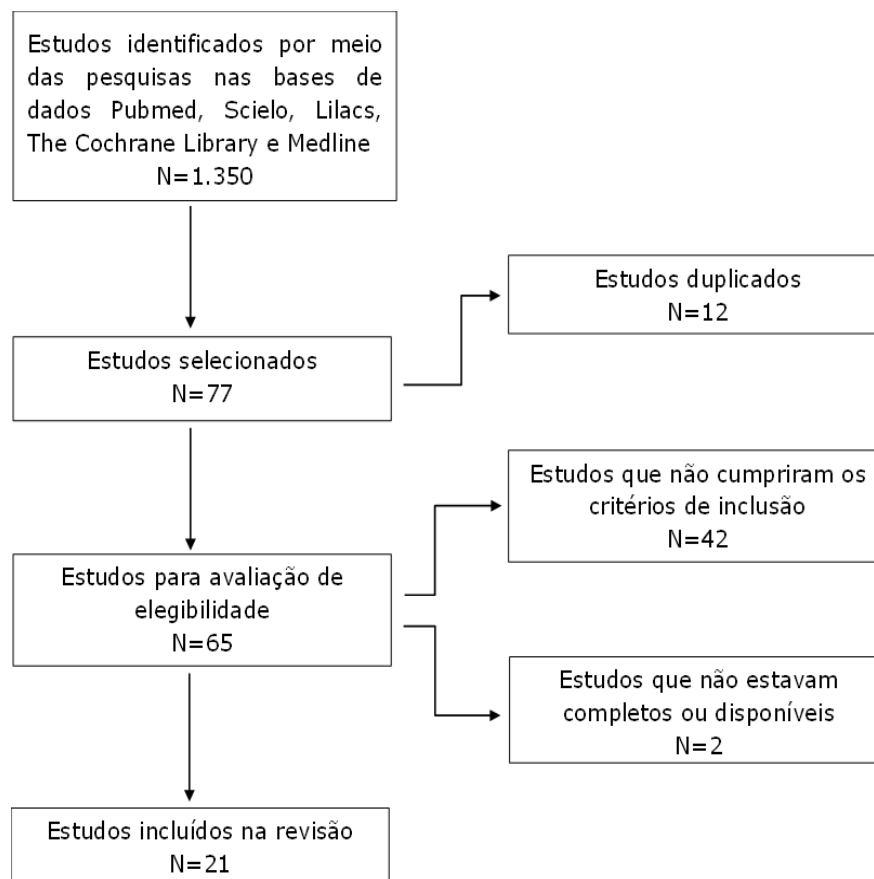 Estudos identificados por meio
das pesquisas nas bases de
dados Pubmed, Scielo, Lilacs,
The Cochrane Library e Medline
N=1.350
Estudos duplicados
N=12
Estudos selecionados
N=77
Estudos que não cumpriram os
critérios de inclusão
N=42
Estudos para avaliação de
elegibilidade
N=65
Estudos que não estavam
completos ou disponíveis
N=2
Estudos incluídos na revisão
N=21